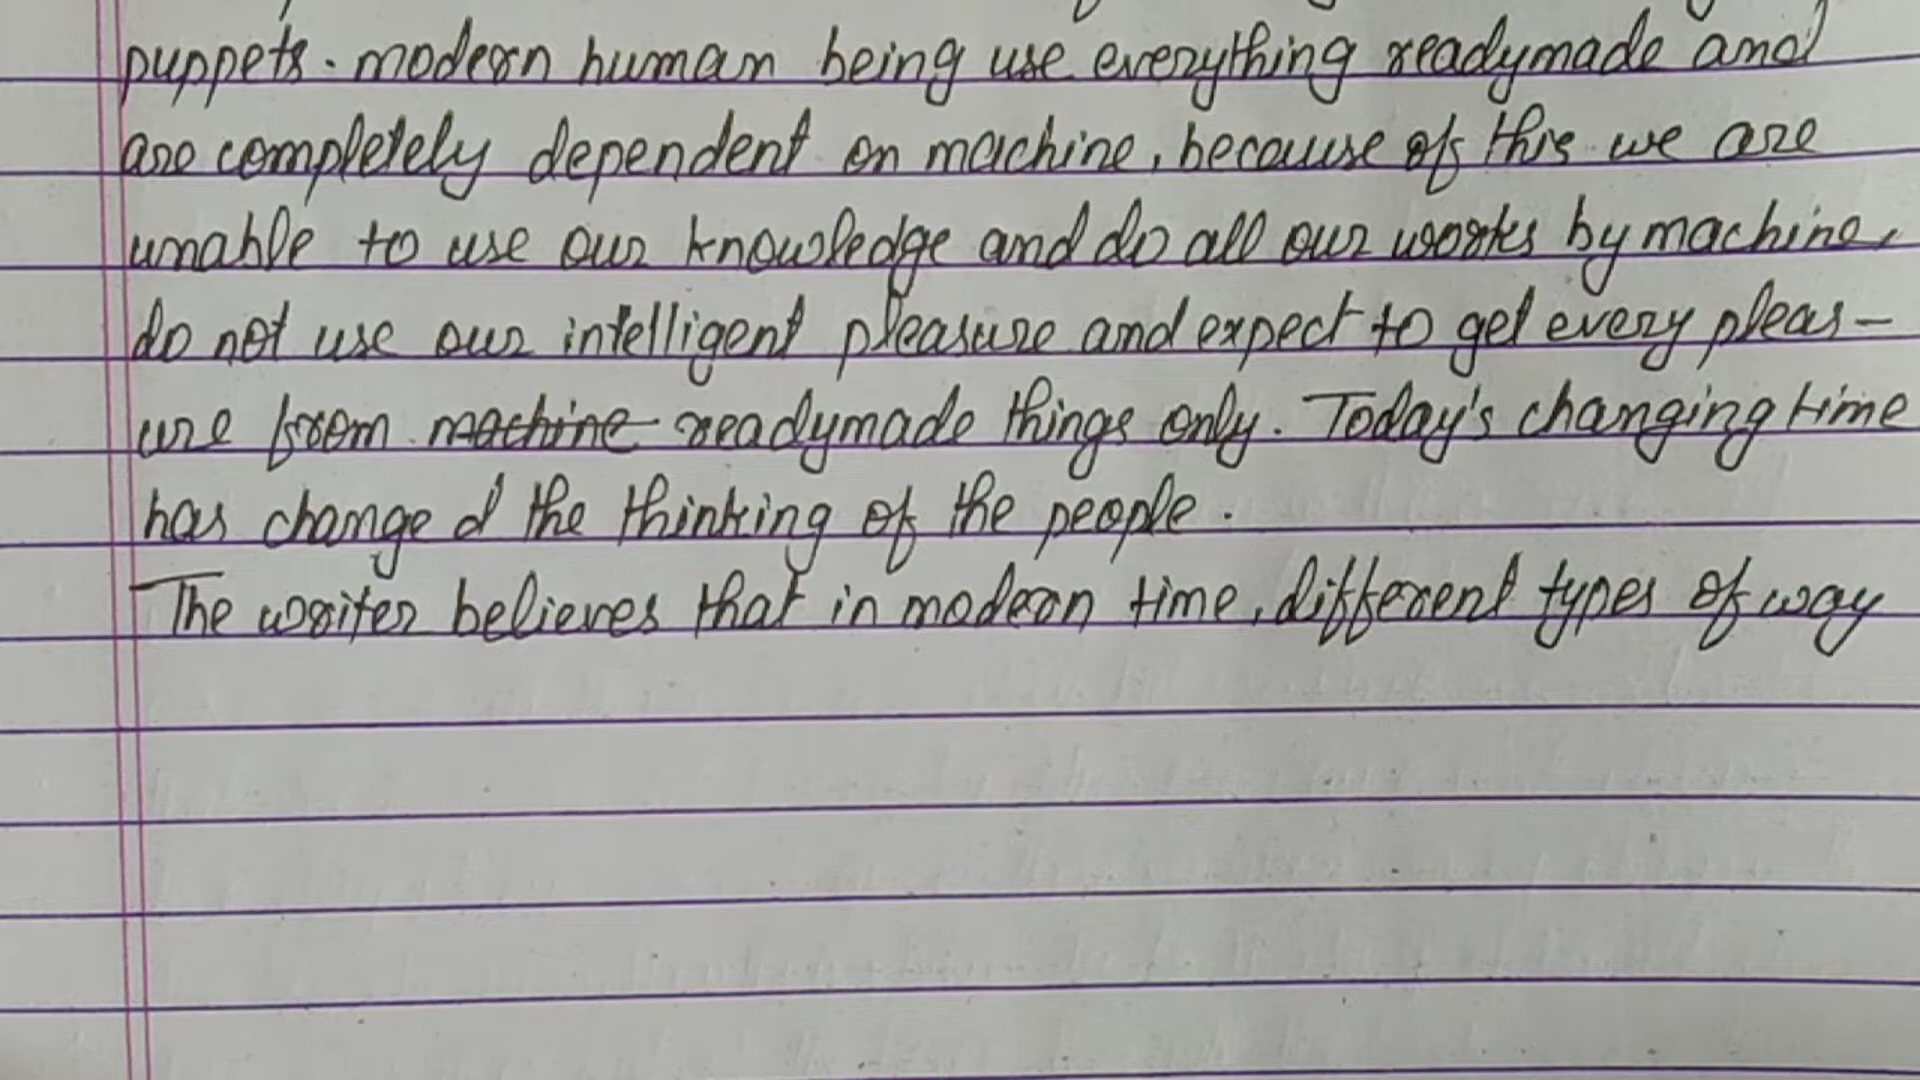 puppets. modern human being use everything readymade and
are completely dependent on machine, because of this we are
unable to use our knowledge and do all our works by machine,
do not use our intelligent pleasure and expect to get every pleas-
ure from machine readymade things only. Today's changing time
has changed the thinking of the people.
The writer believes that in modern time, different types of way